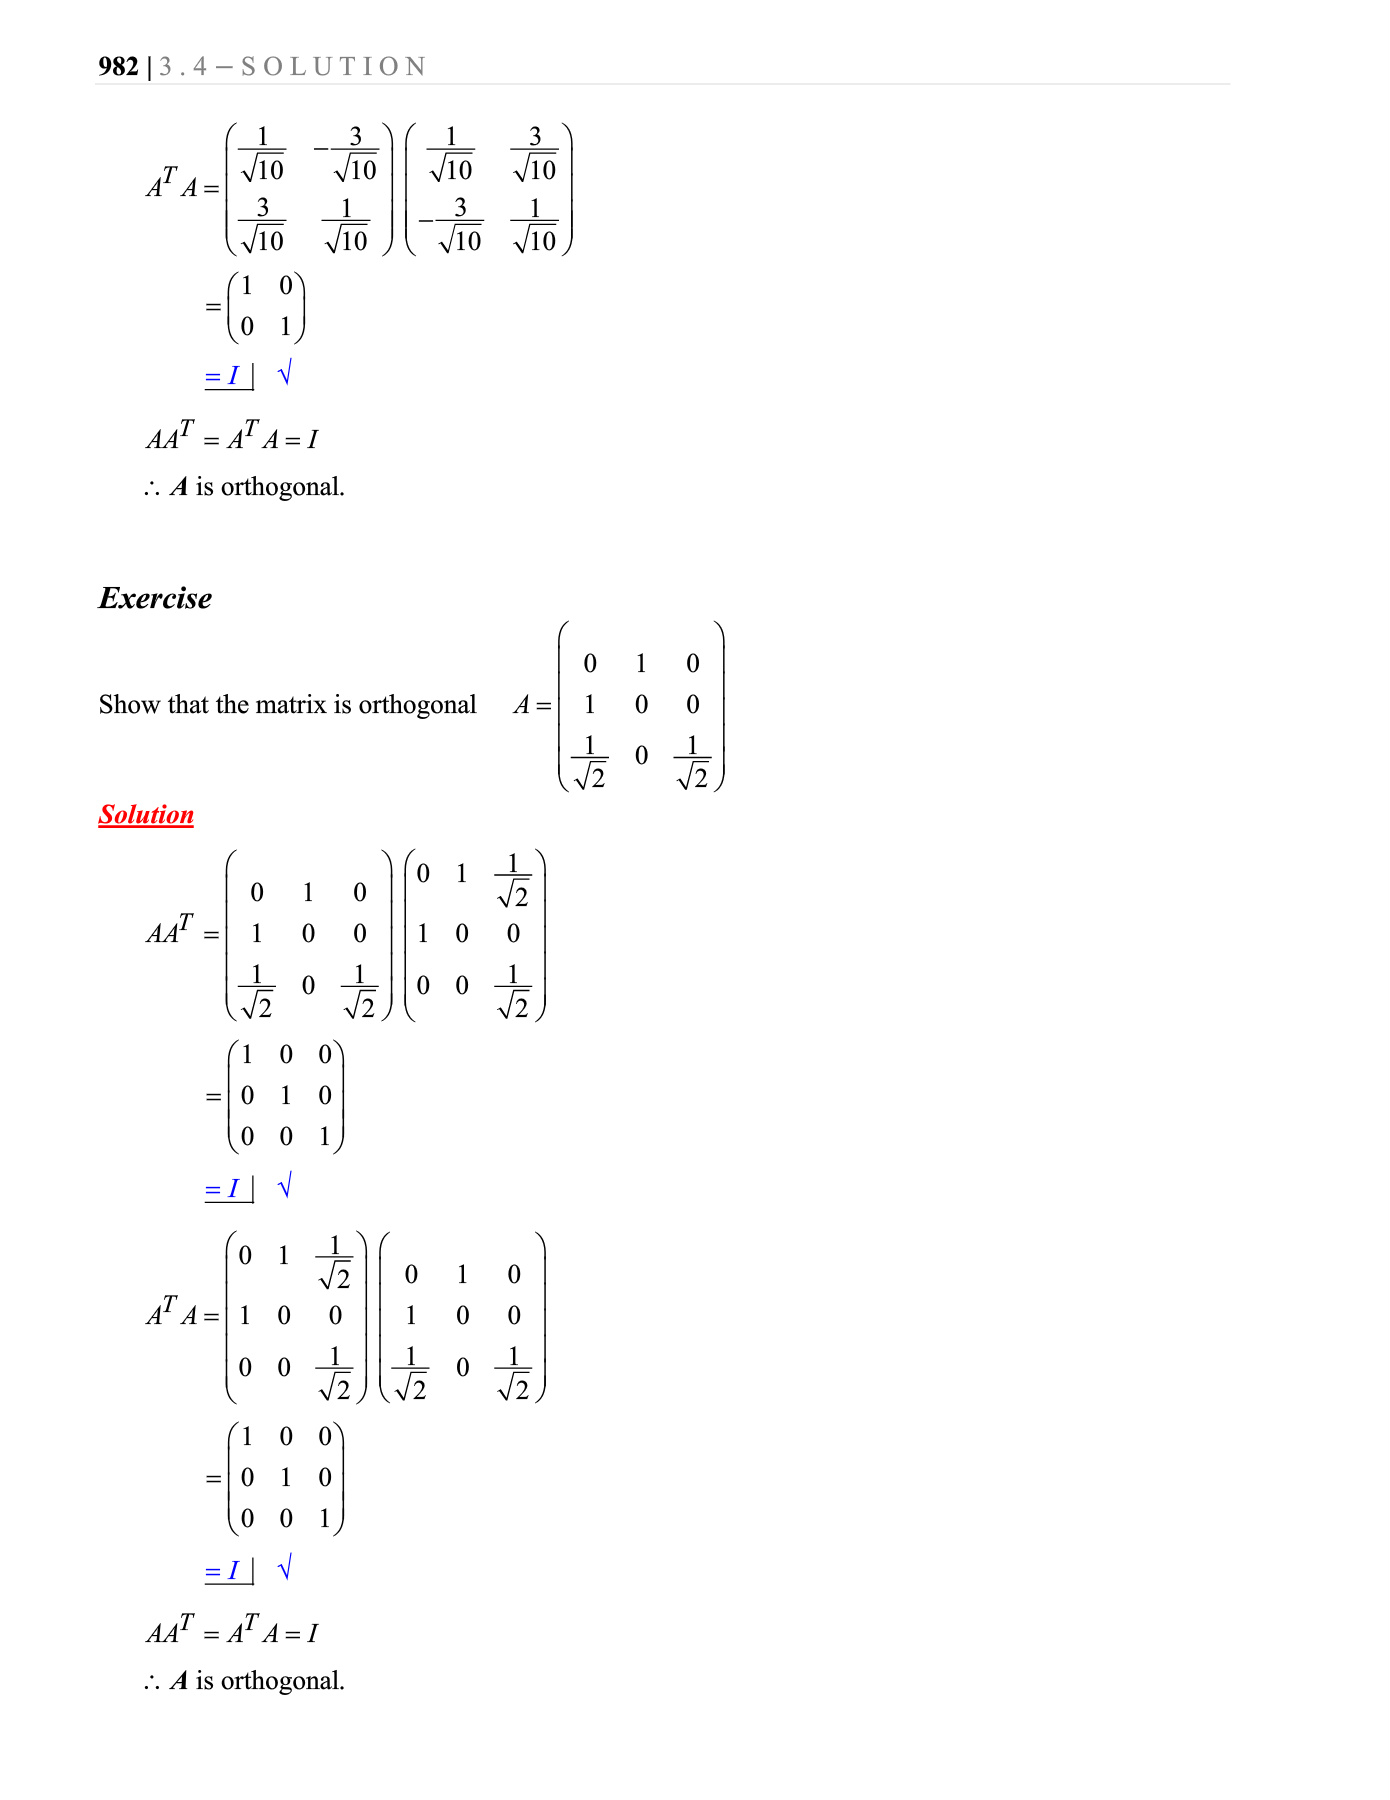 982 | 3.4 – SOLUTION
A^T A = \begin{pmatrix} \frac{1}{\sqrt{10}} & -\frac{3}{\sqrt{10}} \\ \frac{3}{\sqrt{10}} & \frac{1}{\sqrt{10}} \end{pmatrix} \begin{pmatrix} \frac{1}{\sqrt{10}} & \frac{3}{\sqrt{10}} \\ -\frac{3}{\sqrt{10}} & \frac{1}{\sqrt{10}} \end{pmatrix}
= \begin{pmatrix} 1 & 0 \\ 0 & 1 \end{pmatrix}
= I | √
AA^T = A^T A = I
∴ A is orthogonal.
Exercise
Show that the matrix is orthogonal A = \begin{pmatrix} 0 & 1 & 0 \\ 1 & 0 & 0 \\ \frac{1}{\sqrt{2}} & 0 & \frac{1}{\sqrt{2}} \end{pmatrix}
Solution
AA^T = \begin{pmatrix} 0 & 1 & 0 \\ 1 & 0 & 0 \\ \frac{1}{\sqrt{2}} & 0 & \frac{1}{\sqrt{2}} \end{pmatrix} \begin{pmatrix} 0 & 1 & \frac{1}{\sqrt{2}} \\ 1 & 0 & 0 \\ 0 & 0 & \frac{1}{\sqrt{2}} \end{pmatrix}
= \begin{pmatrix} 1 & 0 & 0 \\ 0 & 1 & 0 \\ 0 & 0 & 1 \end{pmatrix}
= I | √
A^T A = \begin{pmatrix} 0 & 1 & \frac{1}{\sqrt{2}} \\ 1 & 0 & 0 \\ 0 & 0 & \frac{1}{\sqrt{2}} \end{pmatrix} \begin{pmatrix} 0 & 1 & 0 \\ 1 & 0 & 0 \\ \frac{1}{\sqrt{2}} & 0 & \frac{1}{\sqrt{2}} \end{pmatrix}
= \begin{pmatrix} 1 & 0 & 0 \\ 0 & 1 & 0 \\ 0 & 0 & 1 \end{pmatrix}
= I | √
AA^T = A^T A = I
∴ A is orthogonal.